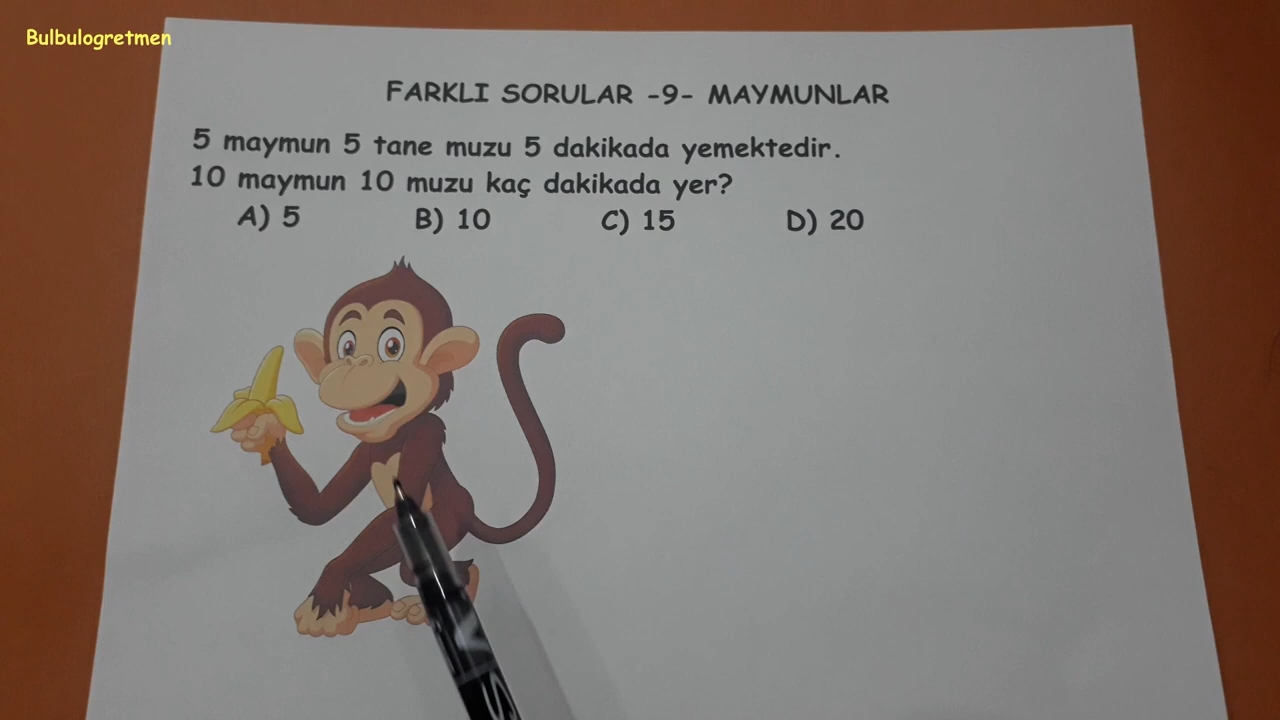 Bulbulogretmen
FARKLI SORULAR -9- MAYMUNLAR
5 maymun 5 tane muzu 5 dakikada yemektedir.
10 maymun 10 muzu kaç dakikada yer?
A) 5 B) 10 C) 15 D) 20